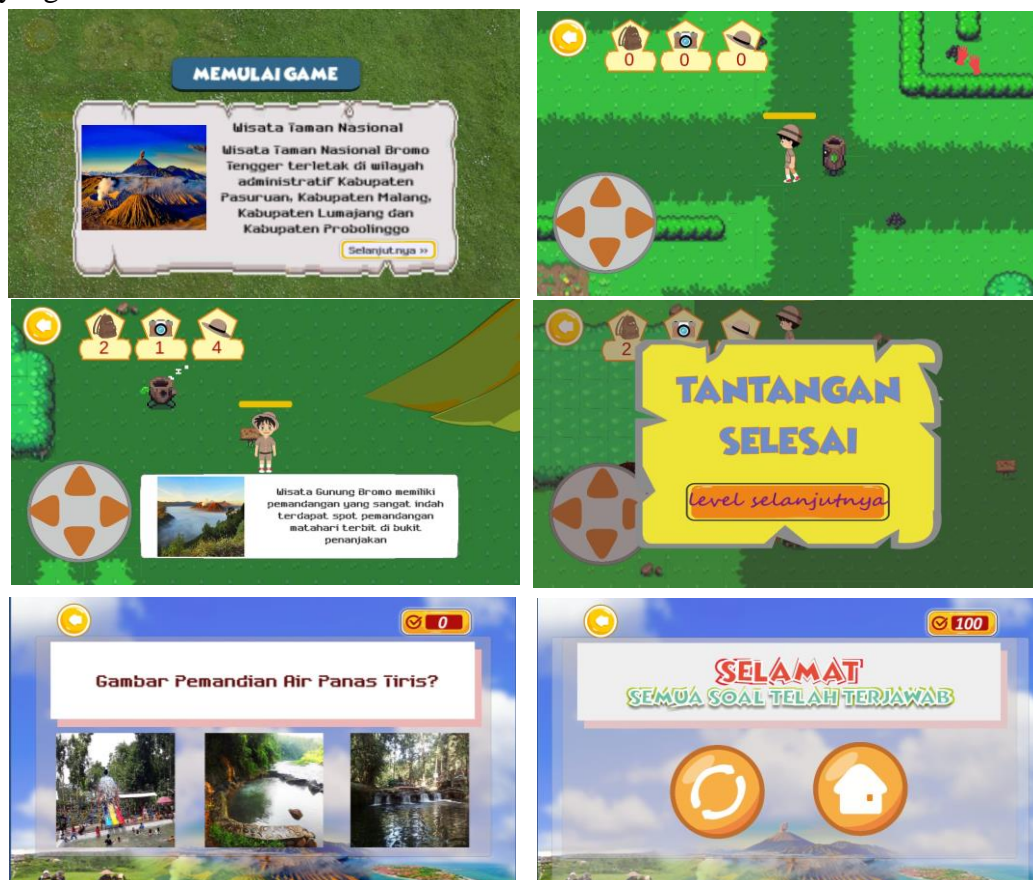 MEMULAI GAME
Wisata Taman Nasional
Wisata Taman Nasional Bromo
Tengger terletak di wilayah
administratif Kabupaten
Pasuruan, Kabupaten Malang,
Kabupaten Lumajang dan
Kabupaten Probolinggo
Selanjutnya »
0 0 0
2 1 4
Wisata Gunung Bromo memiliki
pemandangan yang sangat indah
terdapat spot pemandangan
matahari terbit di bukit
penanjakan
2
TANTANGAN
SELESAI
level selanjutnya
0
Gambar Pemandian Air Panas Tiris?
100
SELAMAT
SEMUA SOAL TELAH TERJAWAB